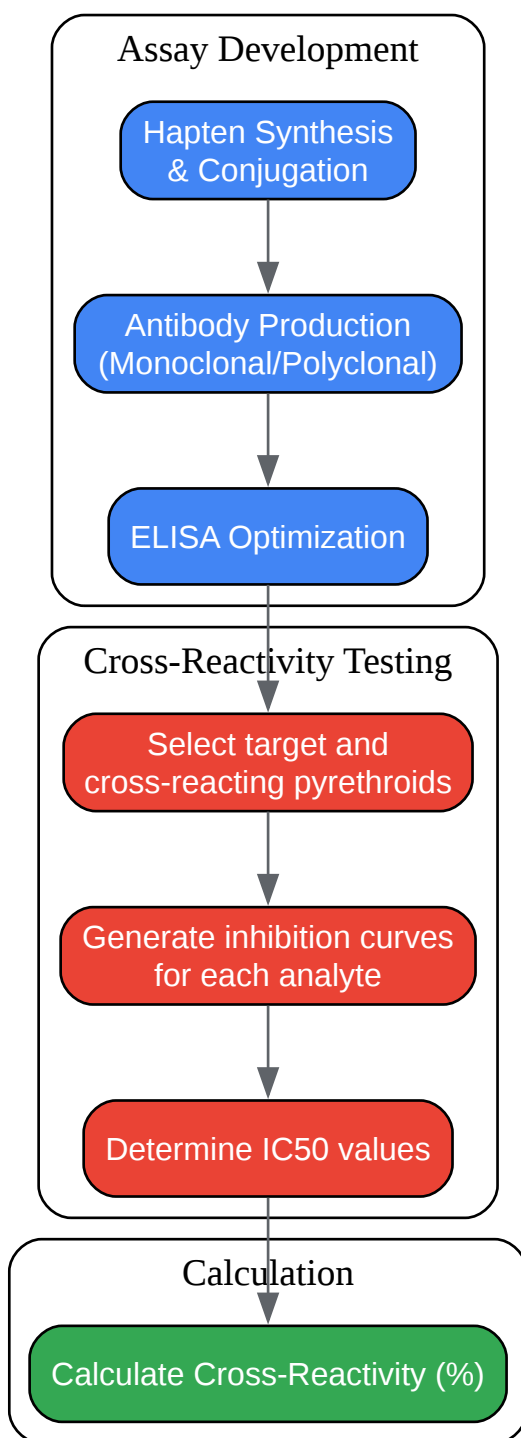 Assay Development
Hapten Synthesis
& Conjugation
Antibody Production
(Monoclonal/Polyclonal)
ELISA Optimization
Cross-Reactivity Testing
Select target and
cross-reacting pyrethroids
Generate inhibition curves
for each analyte
Determine IC50 values
Calculation
Calculate Cross-Reactivity (%)